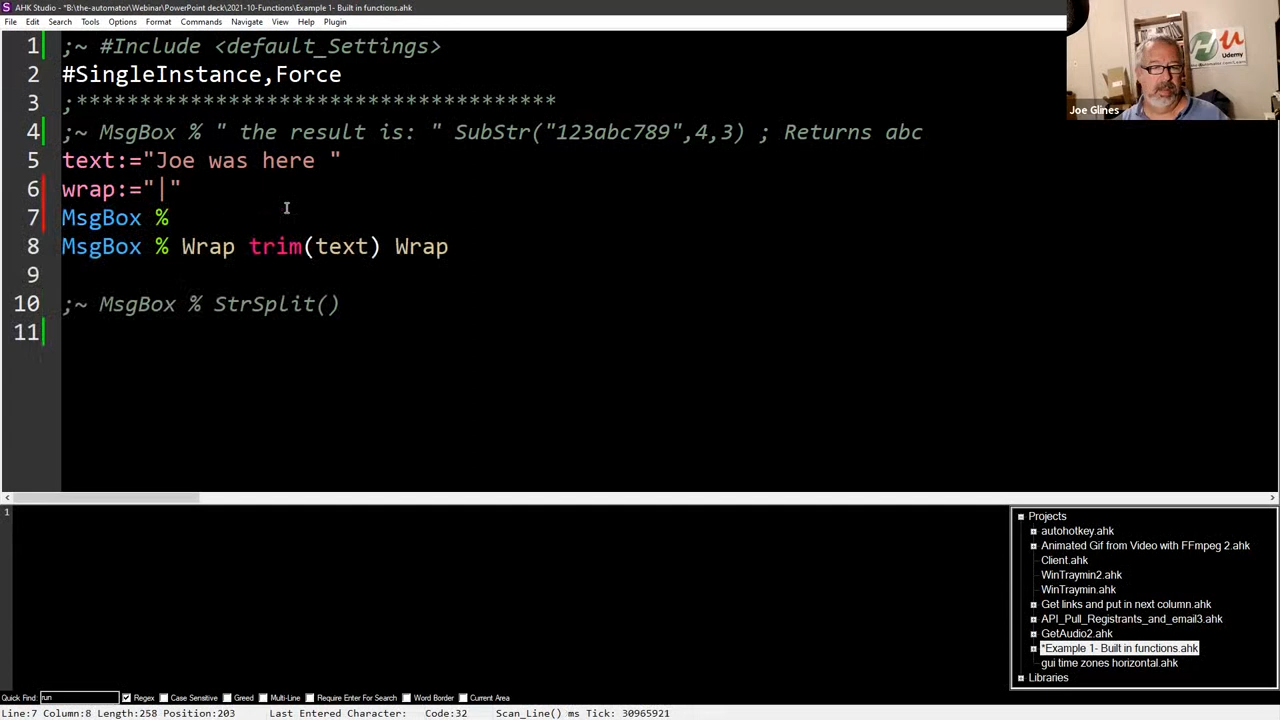 AHK Studio - *B:\the-automator\Webinar\PowerPoint deck\2021-10-Functions\Example 1- Built in functions.ahk
File Edit Search Tools Options Format Commands Navigate View Help Plugin
1 ;~ #Include <default_Settings>
2 #SingleInstance,Force
3 ;****************************************
4 ;~ MsgBox % " the result is: " SubStr("123abc789",4,3) ; Returns abc
5 text:="Joe was here "
6 wrap:="|"
7 MsgBox %
8 MsgBox % Wrap trim(text) Wrap
9
10 ;~ MsgBox % StrSplit()
11
Udemy
Joe Glines
1
Projects
autohotkey.ahk
Animated Gif from Video with FFmpeg 2.ahk
Client.ahk
WinTraymin2.ahk
WinTraymin.ahk
Get links and put in next column.ahk
API_Pull_Registrants_and_email3.ahk
GetAudio2.ahk
*Example 1- Built in functions.ahk
gui time zones horizontal.ahk
Libraries
Quick Find: run Regex Case Sensitive Greed Multi-Line Require Enter For Search Word Border Current Area
Line:7 Column:8 Length:258 Position:203 Last Entered Character: Code:32 Scan_Line() ms Tick: 30965921